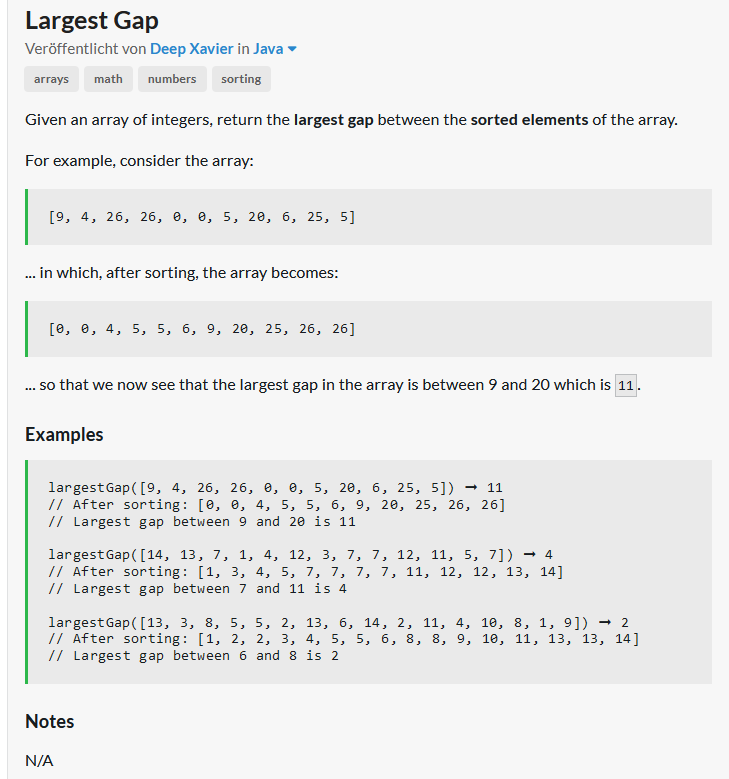 Largest Gap
Veröffentlicht von Deep Xavier in Java
arrays math numbers sorting
Given an array of integers, return the largest gap between the sorted elements of the array.
For example, consider the array:
[9, 4, 26, 26, 0, 0, 5, 20, 6, 25, 5]
... in which, after sorting, the array becomes:
[0, 0, 4, 5, 5, 6, 9, 20, 25, 26, 26]
... so that we now see that the largest gap in the array is between 9 and 20 which is 11.
Examples
largestGap([9, 4, 26, 26, 0, 0, 5, 20, 6, 25, 5]) ➞ 11
// After sorting: [0, 0, 4, 5, 5, 6, 9, 20, 25, 26, 26]
// Largest gap between 9 and 20 is 11
largestGap([14, 13, 7, 1, 4, 12, 3, 7, 7, 12, 11, 5, 7]) ➞ 4
// After sorting: [1, 3, 4, 5, 7, 7, 7, 7, 11, 12, 12, 13, 14]
// Largest gap between 7 and 11 is 4
largestGap([13, 3, 8, 5, 5, 2, 13, 6, 14, 2, 11, 4, 10, 8, 1, 9]) ➞ 2
// After sorting: [1, 2, 2, 3, 4, 5, 5, 6, 8, 8, 9, 10, 11, 13, 13, 14]
// Largest gap between 6 and 8 is 2
Notes
N/A